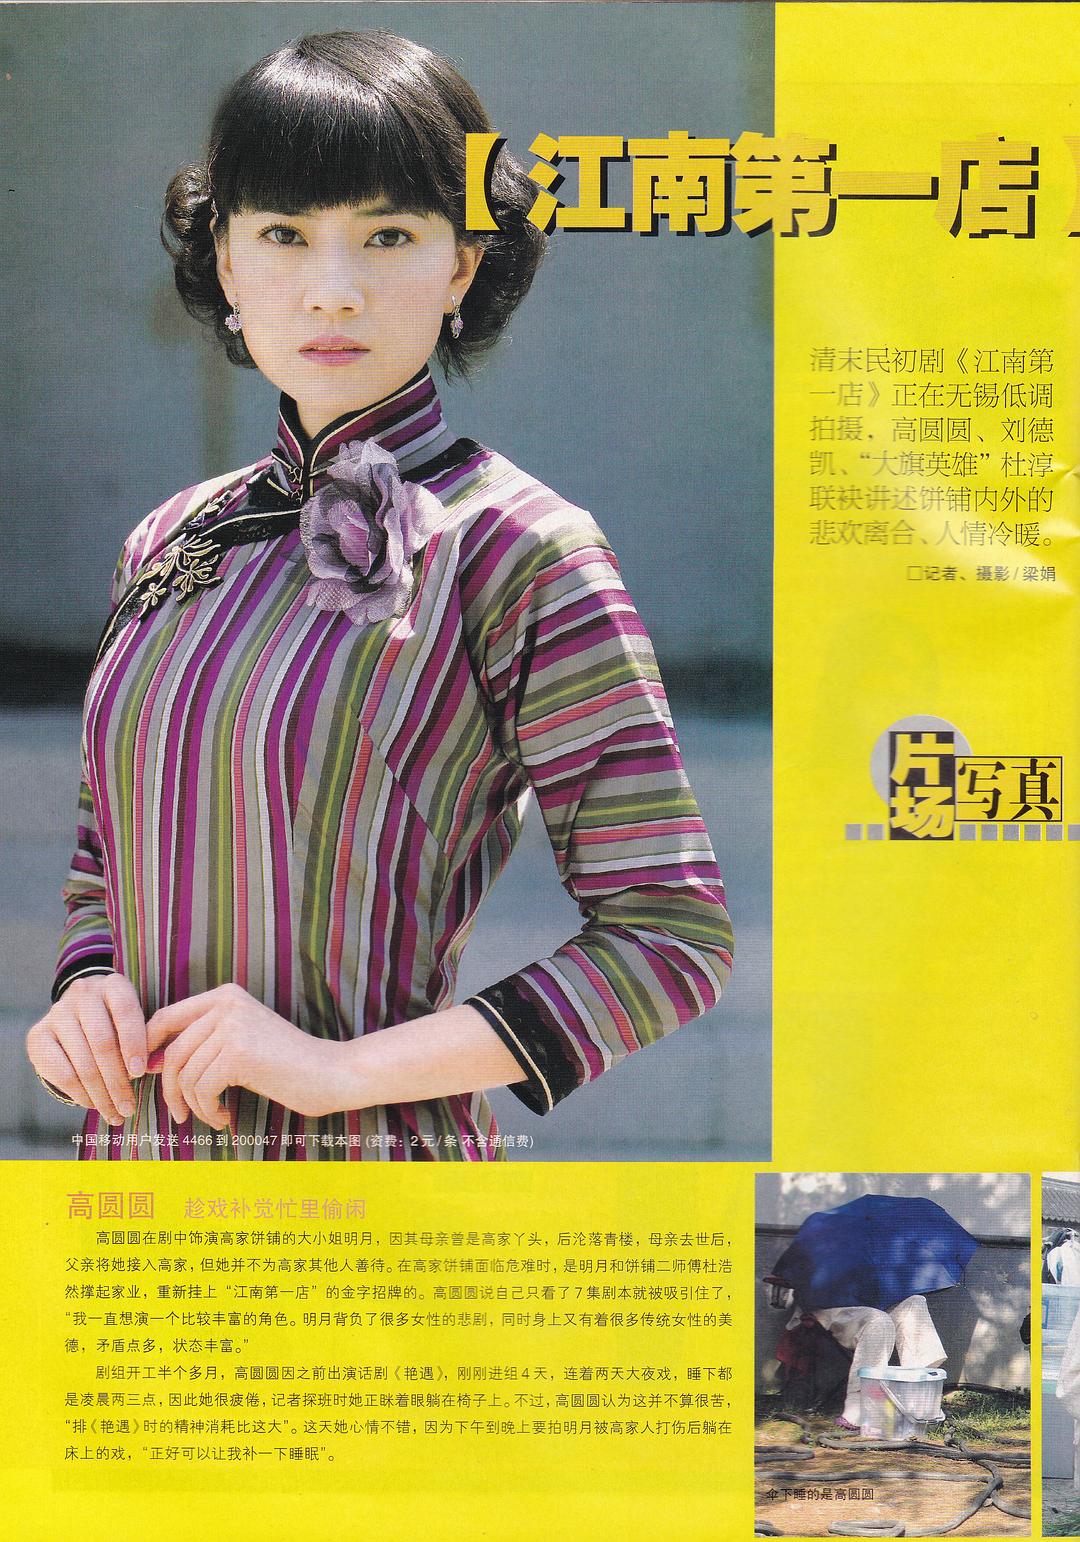 【江南第一店】
清末民初剧《江南第
一店》正在无锡低调
拍摄，高圆圆、刘德
凯、“大旗英雄”杜淳
联袂讲述饼铺内外的
悲欢离合、人情冷暖。
□记者、摄影/梁娟
片场写真
中国移动用户发送 4466 到 200047 即可下载本图 (资费：2元/条 不含通信费)
高圆圆 趁戏补觉忙里偷闲
高圆圆在剧中饰演高家饼铺的大小姐明月，因其母亲曾是高家丫头，后沦落青楼，母亲去世后，
父亲将她接入高家，但她并不为高家其他人善待。在高家饼铺面临危难时，是明月和饼铺二师傅杜浩
然撑起家业，重新挂上“江南第一店”的金字招牌的。高圆圆说自己只看了7集剧本就被吸引住了，
“我一直想演一个比较丰富的角色。明月背负了很多女性的悲剧，同时身上又有着很多传统女性的美
德，矛盾点多，状态丰富。”
剧组开工半个多月，高圆圆因之前出演话剧《艳遇》，刚刚进组4天，连着两天大夜戏，睡下都
是凌晨两三点，因此她很疲倦，记者探班时她正眯着眼躺在椅子上。不过，高圆圆认为这并不算很苦，
“排《艳遇》时的精神消耗比这大”。这天她心情不错，因为下午到晚上要拍明月被高家人打伤后躺在
床上的戏，“正好可以让我补一下睡眠”。
伞下睡的是高圆圆